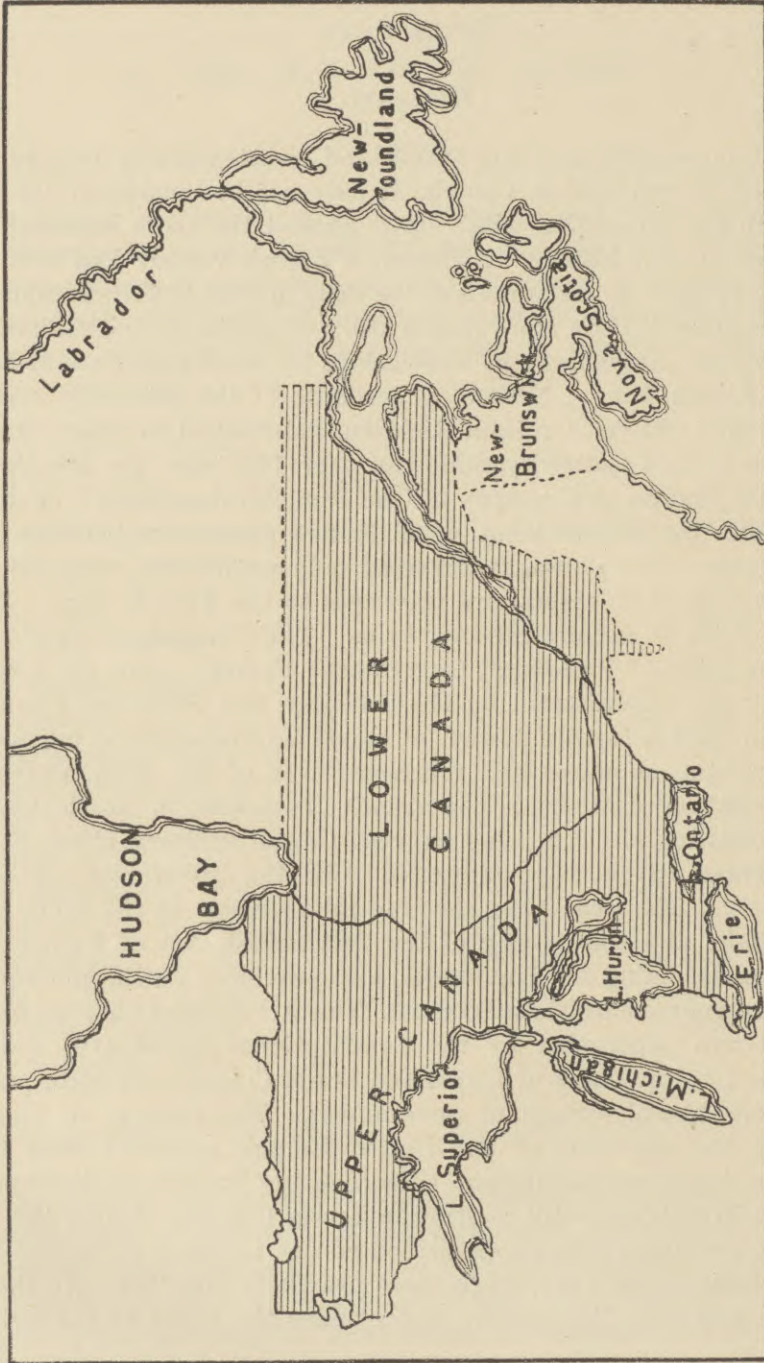 Labrador
New-
foundland
HUDSON
BAY
LOWER
CANADA
UPPER CANADA
New-
Brunswick
Nova Scotia
L.Superior
L.Huron
L.Michigan
L.Ontario
L.Erie